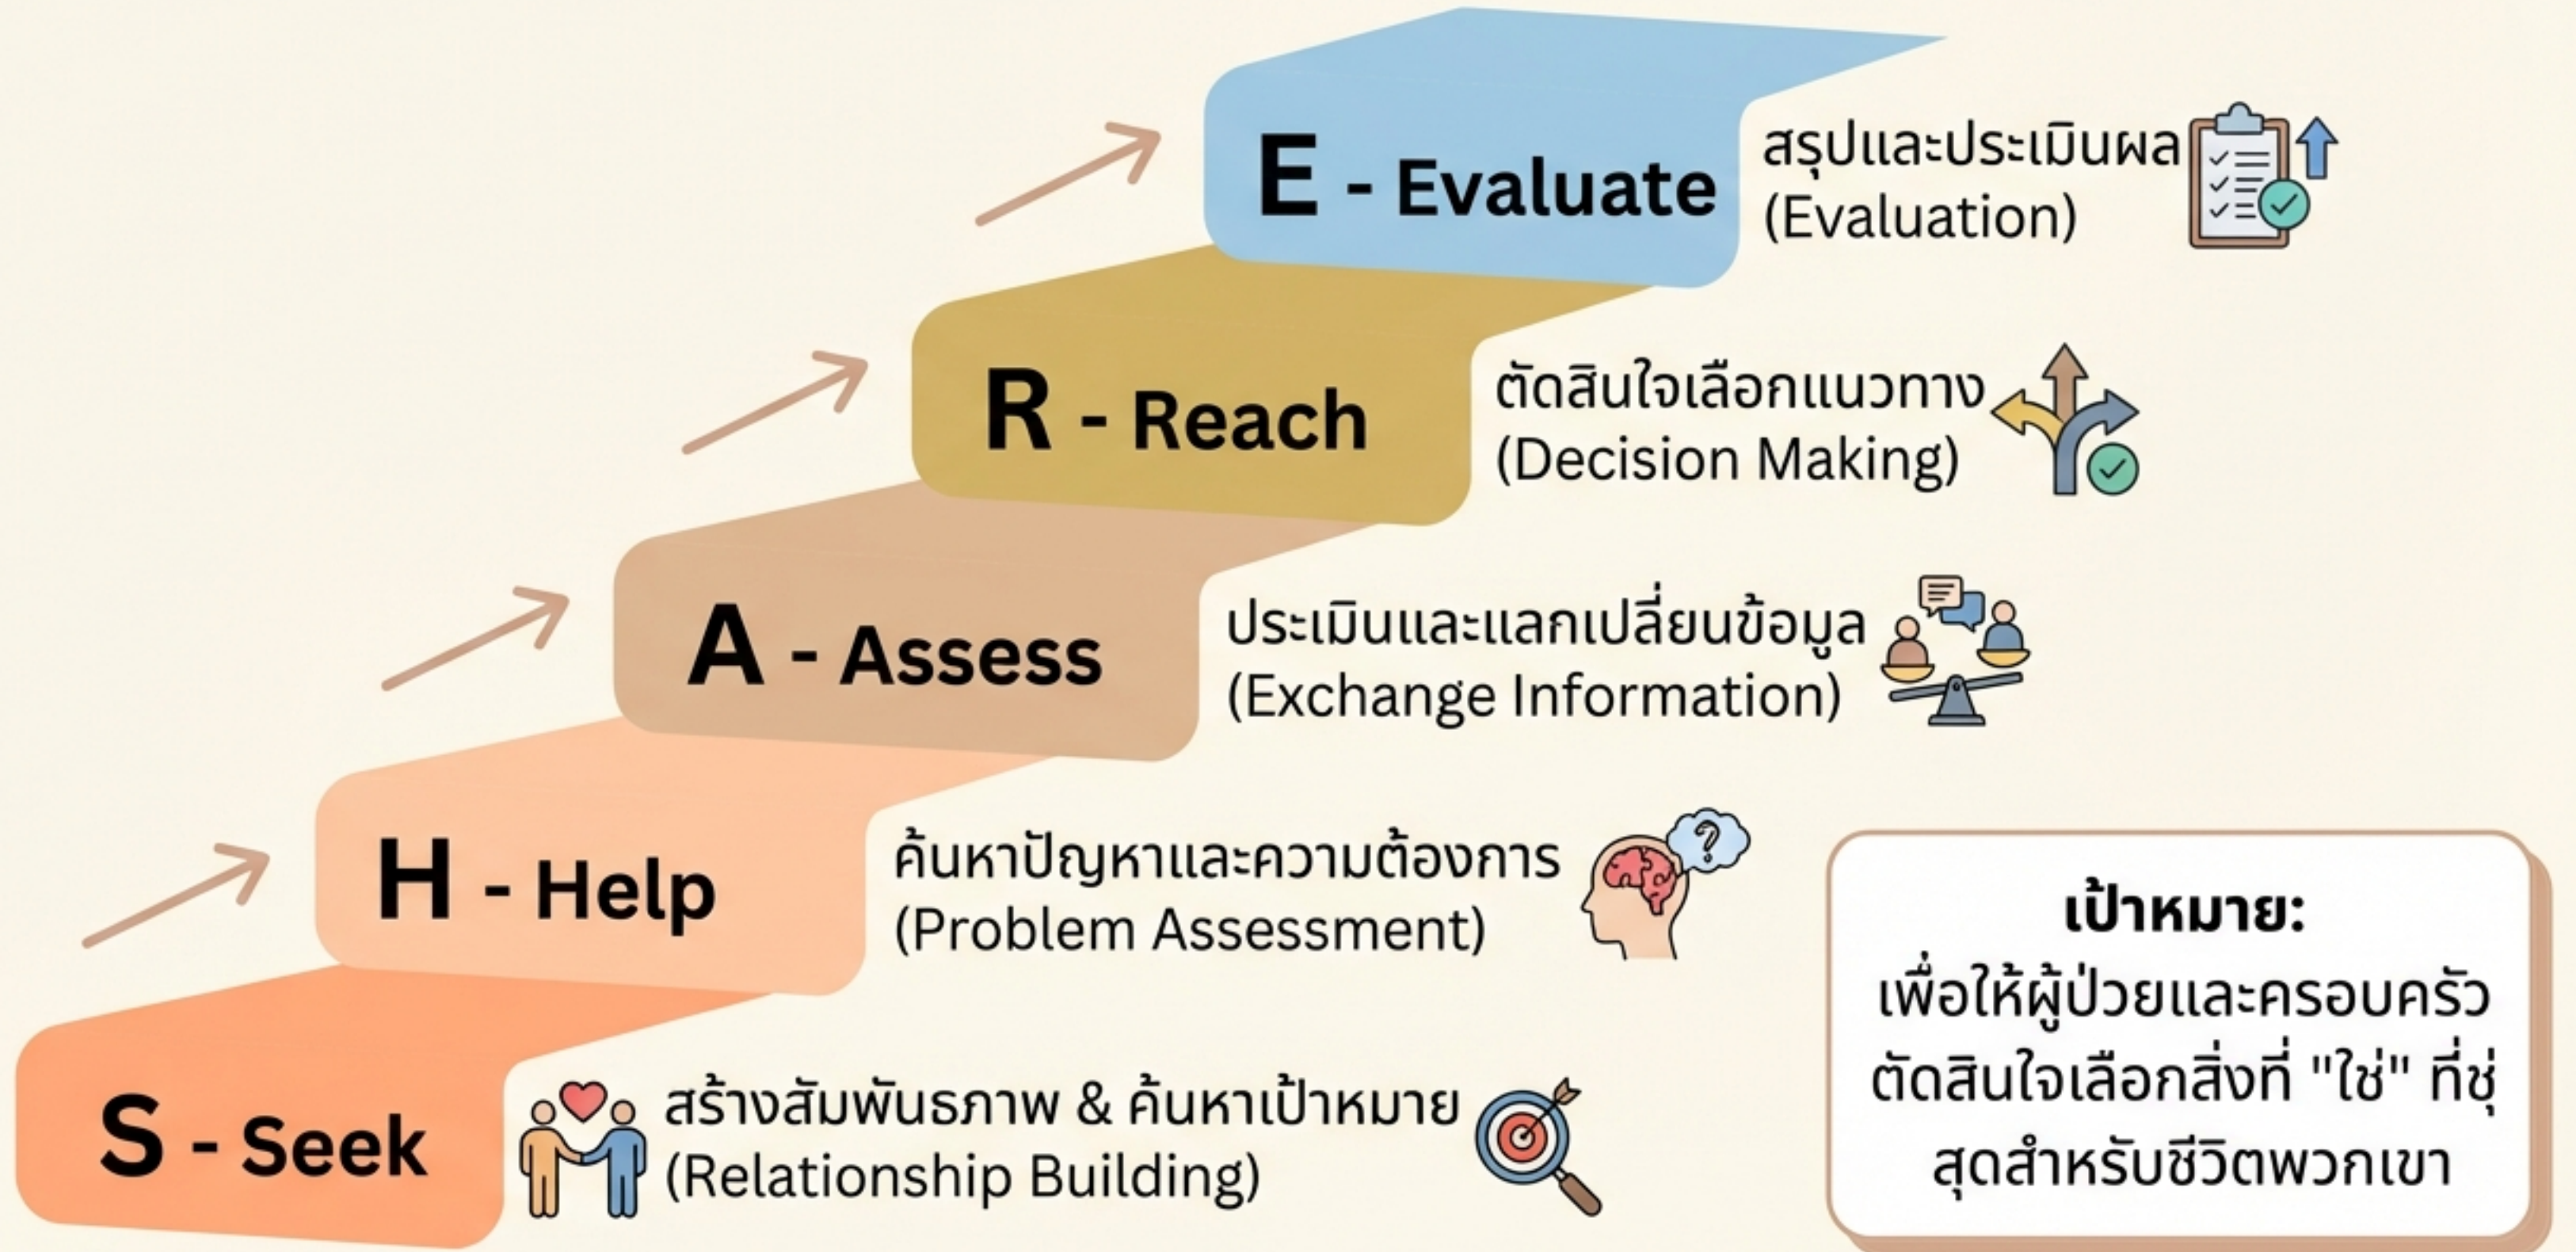 E - Evaluate
สรุปและประเมินผล
(Evaluation)
R - Reach
ตัดสินใจเลือกแนวทาง
(Decision Making)
A - Assess
ประเมินและแลกเปลี่ยนข้อมูล
(Exchange Information)
H - Help
ค้นหาปัญหาและความต้องการ
(Problem Assessment)
S - Seek
สร้างสัมพันธภาพ & ค้นหาเป้าหมาย
(Relationship Building)
เป้าหมาย:
เพื่อให้ผู้ป่วยและครอบครัว
ตัดสินใจเลือกสิ่งที่ "ใช่" ที่ชุ่
สุดสำหรับชีวิตพวกเขา